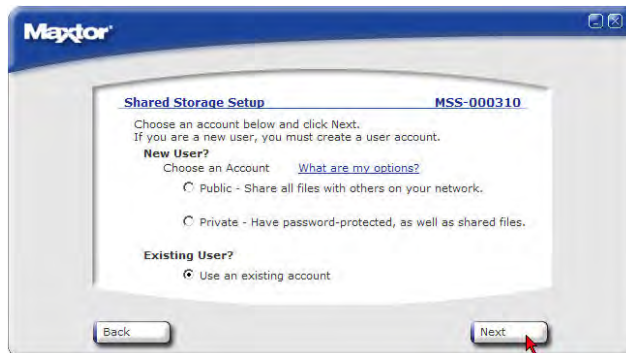 Maxtor
Shared Storage Setup MSS-000310
Choose an account below and click Next.
If you are a new user, you must create a user account.
New User?
Choose an Account What are my options?
Public - Share all files with others on your network.
Private - Have password-protected, as well as shared files.
Existing User?
Use an existing account
Back Next